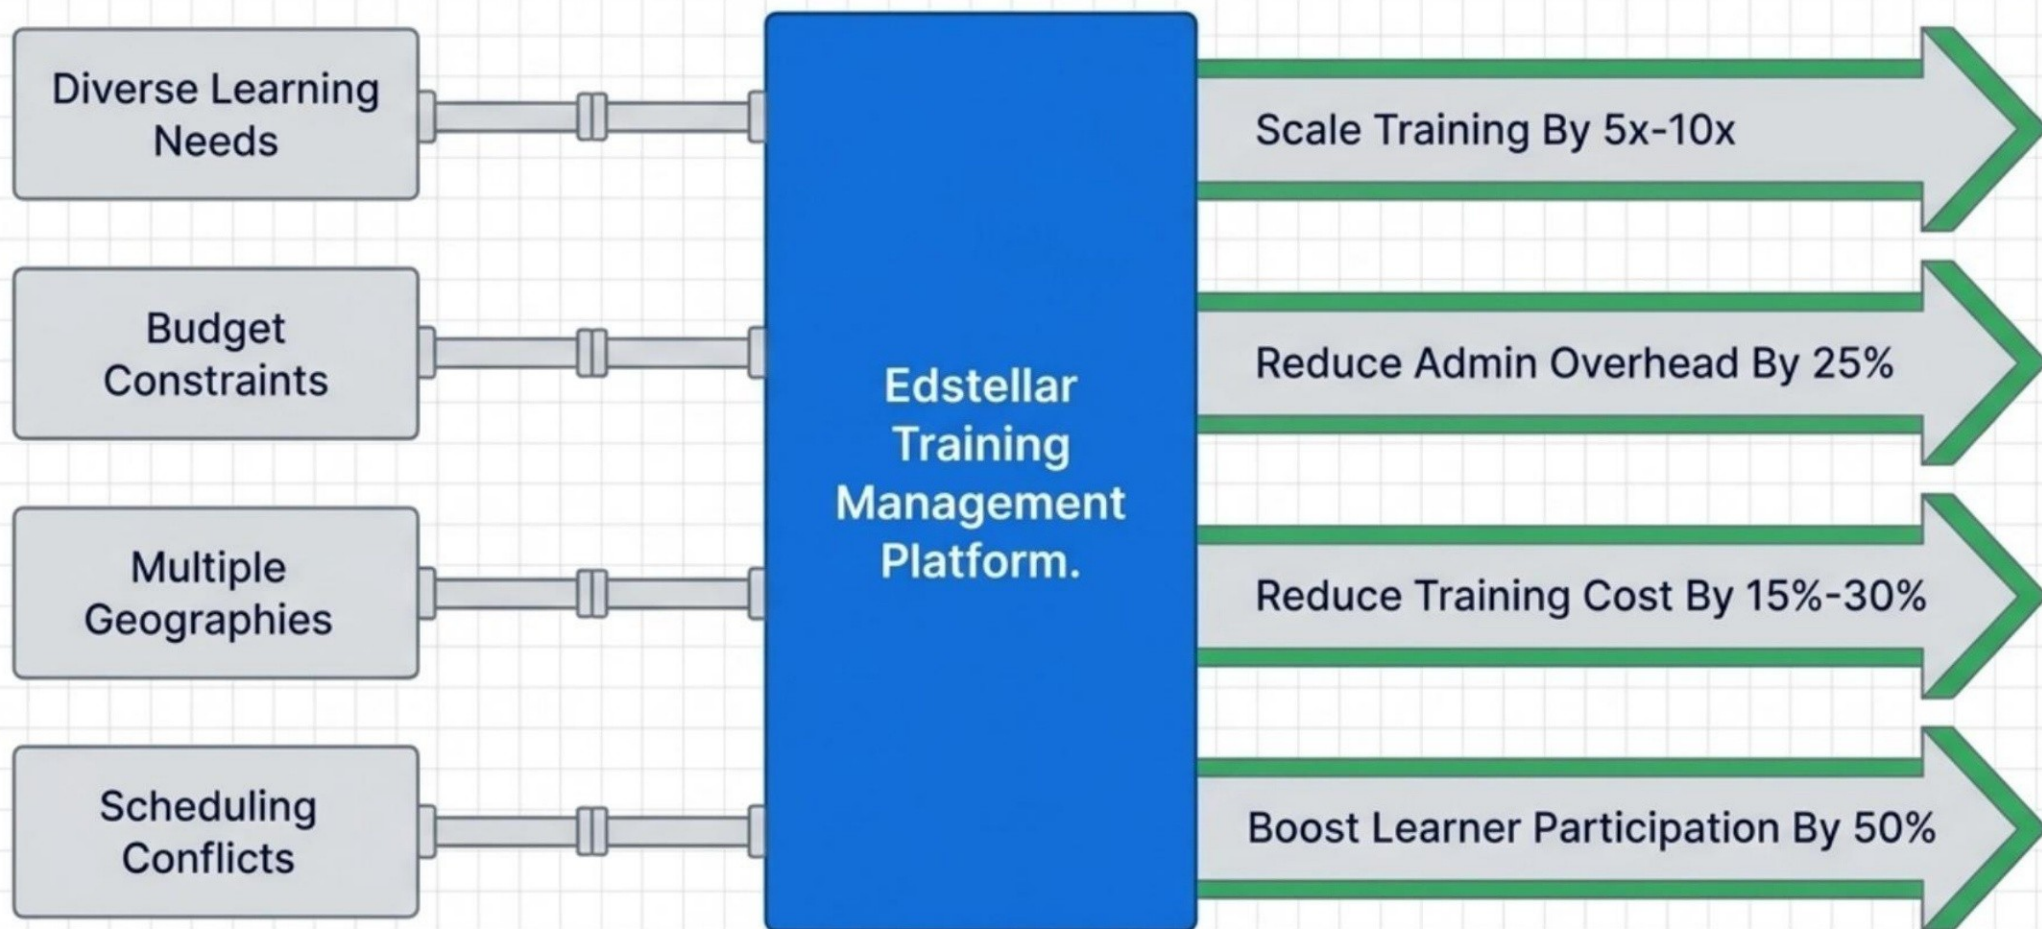 Diverse Learning
Needs
Budget
Constraints
Multiple
Geographies
Scheduling
Conflicts
Edstellar
Training
Management
Platform.
Scale Training By 5x-10x
Reduce Admin Overhead By 25%
Reduce Training Cost By 15%-30%
Boost Learner Participation By 50%